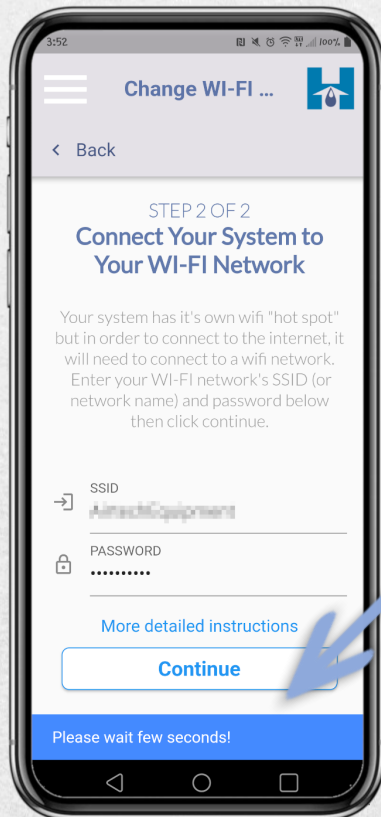 3:52
100%
Change WI-FI ...
Back
STEP 2 OF 2
Connect Your System to
Your WI-FI Network
Your system has it's own wifi "hot spot"
but in order to connect to the internet, it
will need to connect to a wifi network.
Enter your WI-FI network's SSID (or
network name) and password below
then click continue.
SSID
PASSWORD
••••••••••
More detailed instructions
Continue
Please wait few seconds!